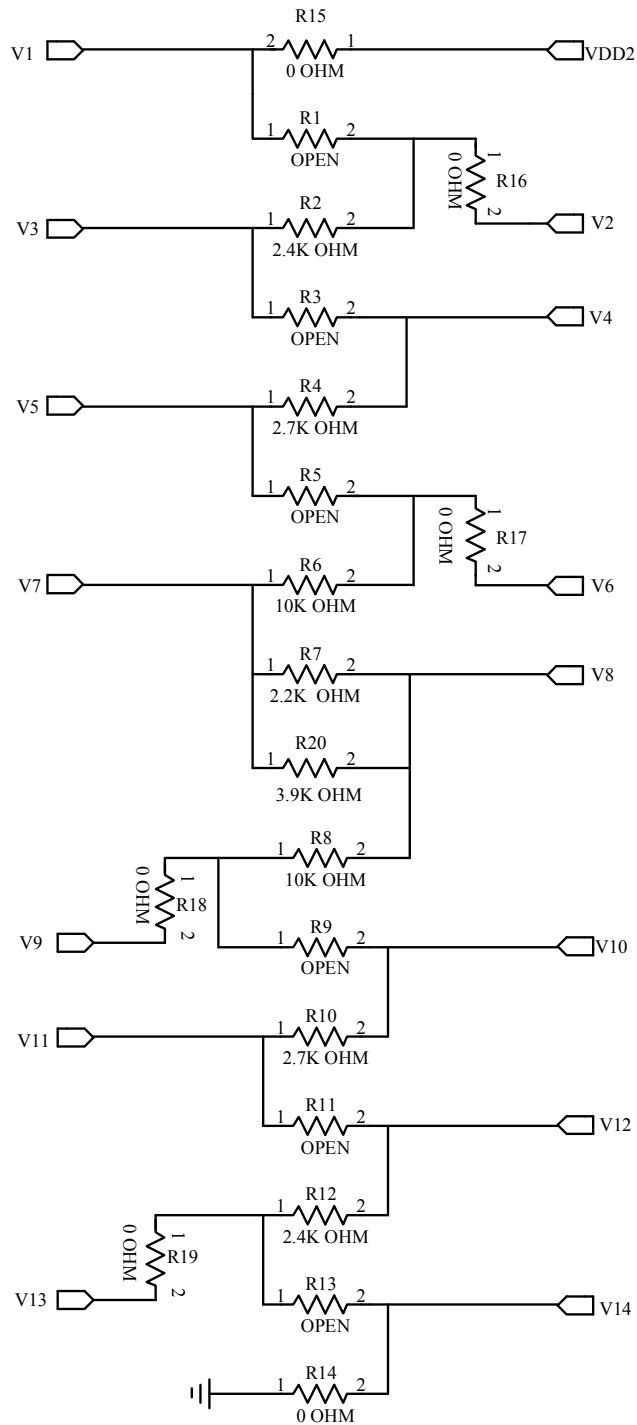 R15
V1 2 1 VDD2
0 OHM
R1
1 2
OPEN
1
0 OHM
R16
2
R2
V3 1 2 V2
2.4K OHM
R3
1 2 V4
OPEN
R4
V5 1 2
2.7K OHM
R5
1 2
OPEN
1
0 OHM
R17
2
R6
V7 1 2 V6
10K OHM
R7
1 2 V8
2.2K OHM
R20
1 2
3.9K OHM
R8
1 2
10K OHM
1
0 OHM
R18
2
R9
V9 1 2 V10
OPEN
R10
V11 1 2
2.7K OHM
R11
1 2 V12
OPEN
R12
1 2
2.4K OHM
1
0 OHM
R19
2
R13
V13 1 2 V14
OPEN
R14
1 2
0 OHM